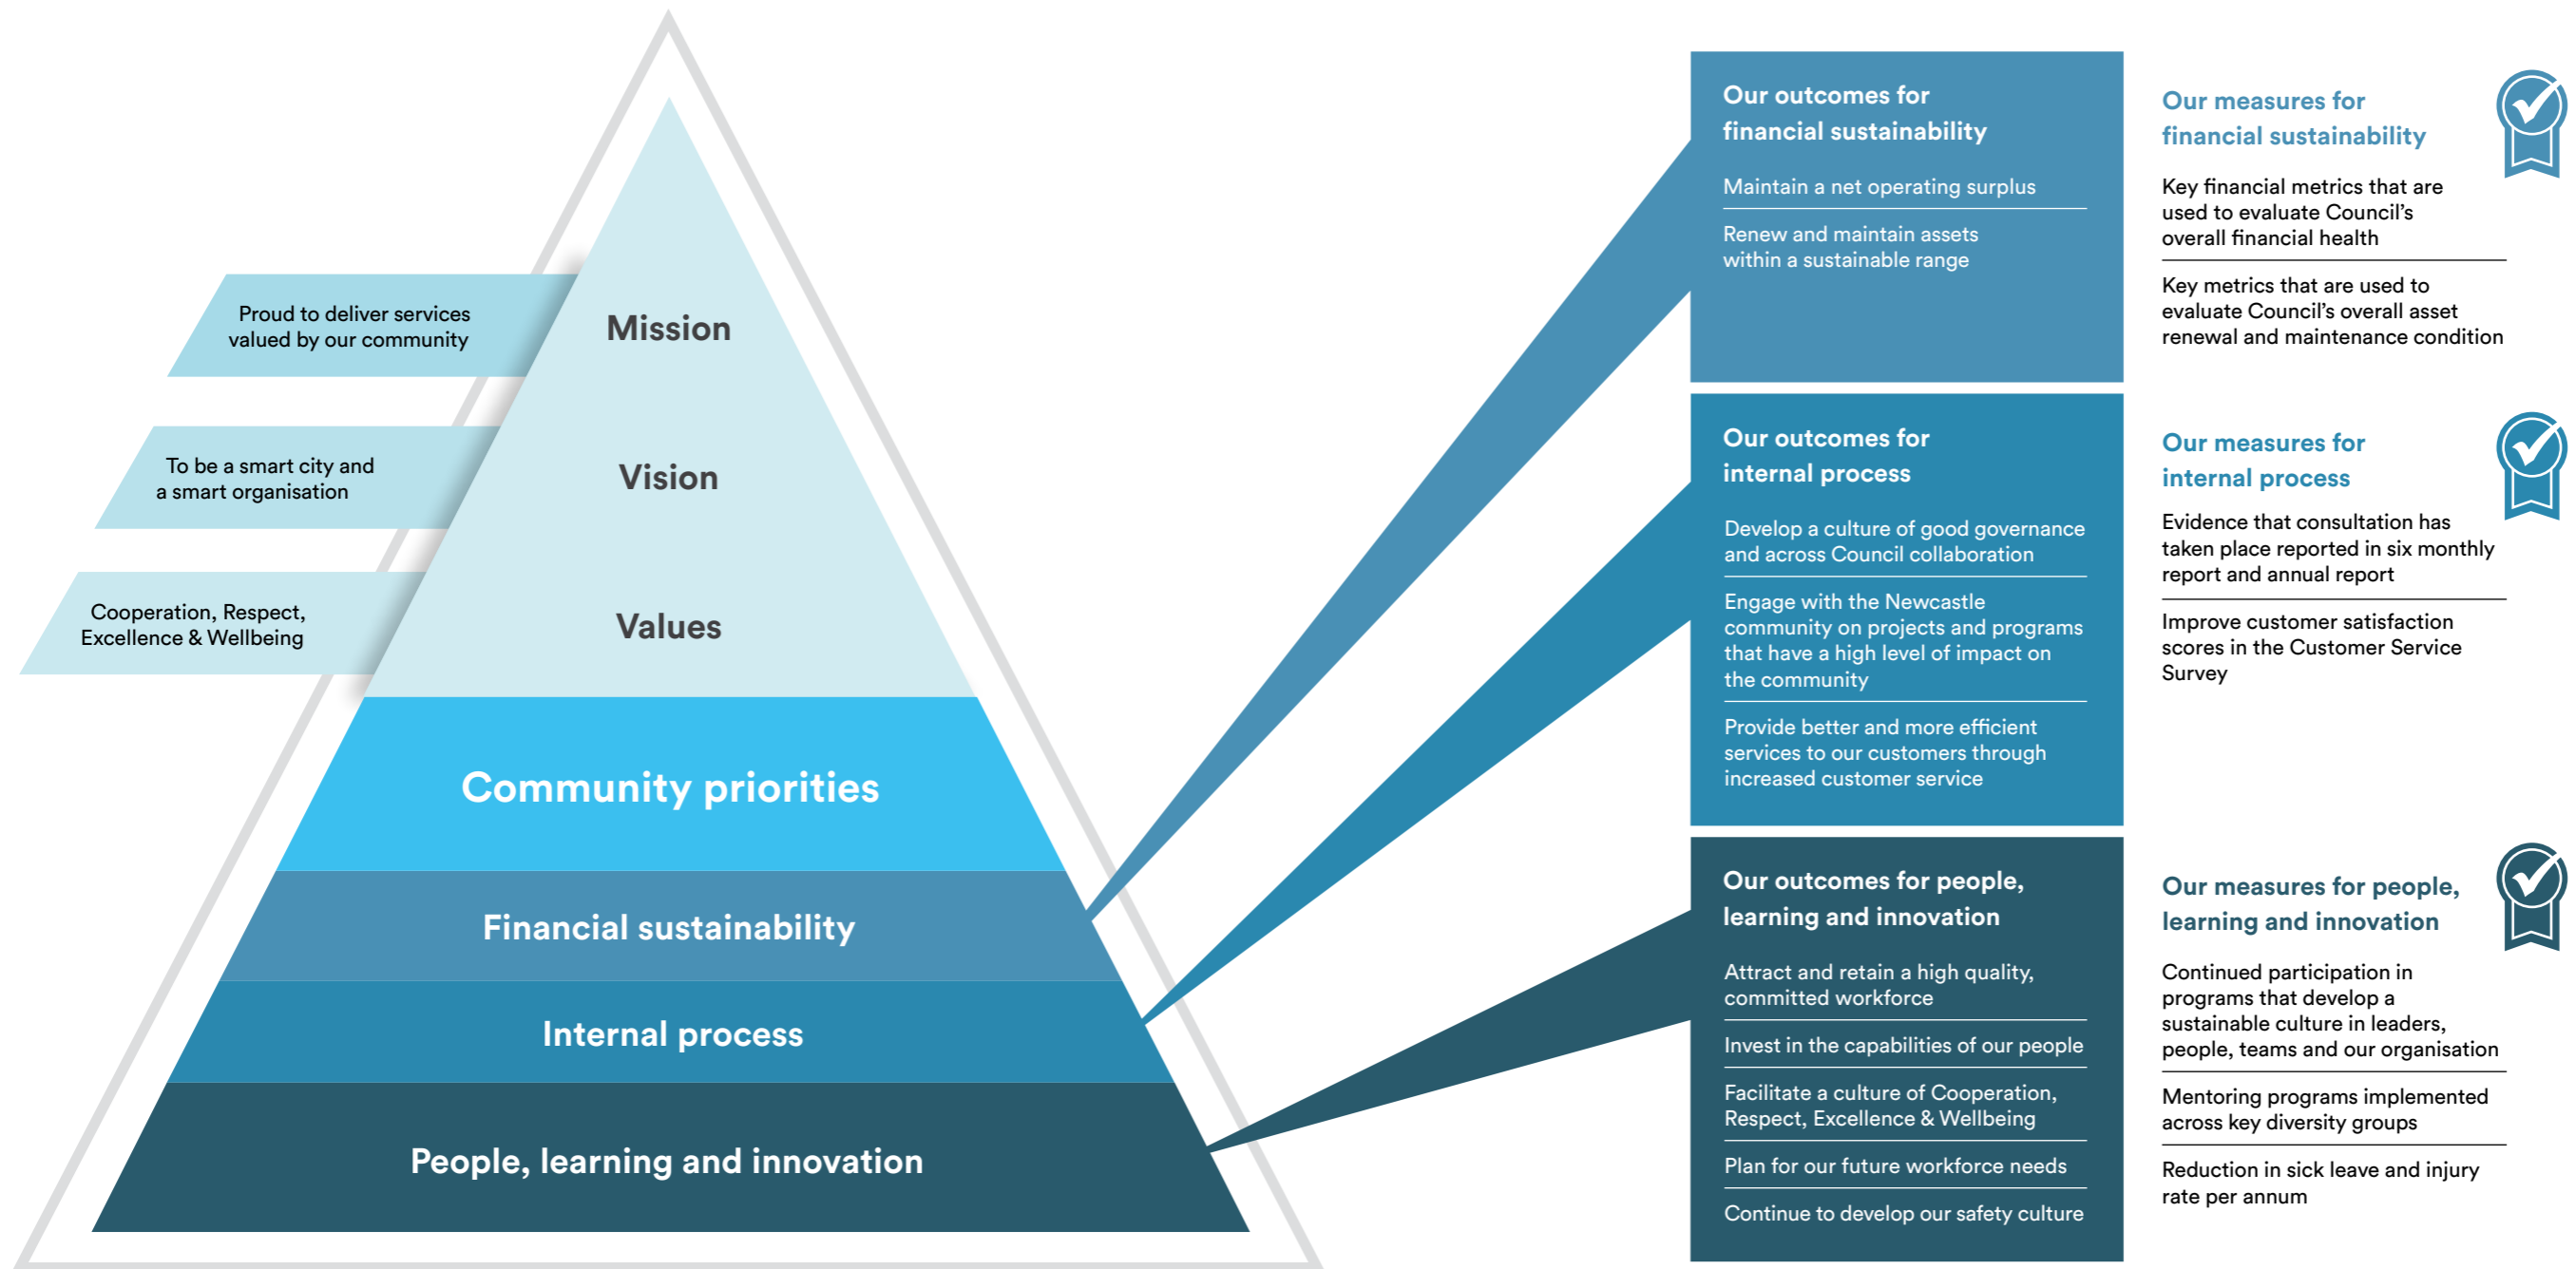 Proud to deliver services
valued by our community
Mission
To be a smart city and
a smart organisation
Vision
Cooperation, Respect,
Excellence & Wellbeing
Values
Community priorities
Financial sustainability
Internal process
People, learning and innovation
Our outcomes for
financial sustainability
Maintain a net operating surplus
Renew and maintain assets
within a sustainable range
Our measures for
financial sustainability
Key financial metrics that are
used to evaluate Council’s
overall financial health
Key metrics that are used to
evaluate Council’s overall asset
renewal and maintenance condition
Our outcomes for
internal process
Develop a culture of good governance
and across Council collaboration
Engage with the Newcastle
community on projects and programs
that have a high level of impact on
the community
Provide better and more efficient
services to our customers through
increased customer service
Our measures for
internal process
Evidence that consultation has
taken place reported in six monthly
report and annual report
Improve customer satisfaction
scores in the Customer Service
Survey
Our outcomes for people,
learning and innovation
Attract and retain a high quality,
committed workforce
Invest in the capabilities of our people
Facilitate a culture of Cooperation,
Respect, Excellence & Wellbeing
Plan for our future workforce needs
Continue to develop our safety culture
Our measures for people,
learning and innovation
Continued participation in
programs that develop a
sustainable culture in leaders,
people, teams and our organisation
Mentoring programs implemented
across key diversity groups
Reduction in sick leave and injury
rate per annum